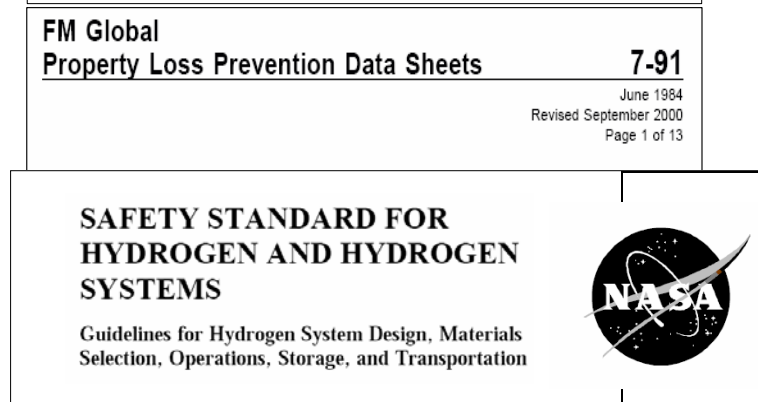 FM Global
Property Loss Prevention Data Sheets 7-91
June 1984
Revised September 2000
Page 1 of 13
SAFETY STANDARD FOR
HYDROGEN AND HYDROGEN
SYSTEMS
Guidelines for Hydrogen System Design, Materials
Selection, Operations, Storage, and Transportation
NASA